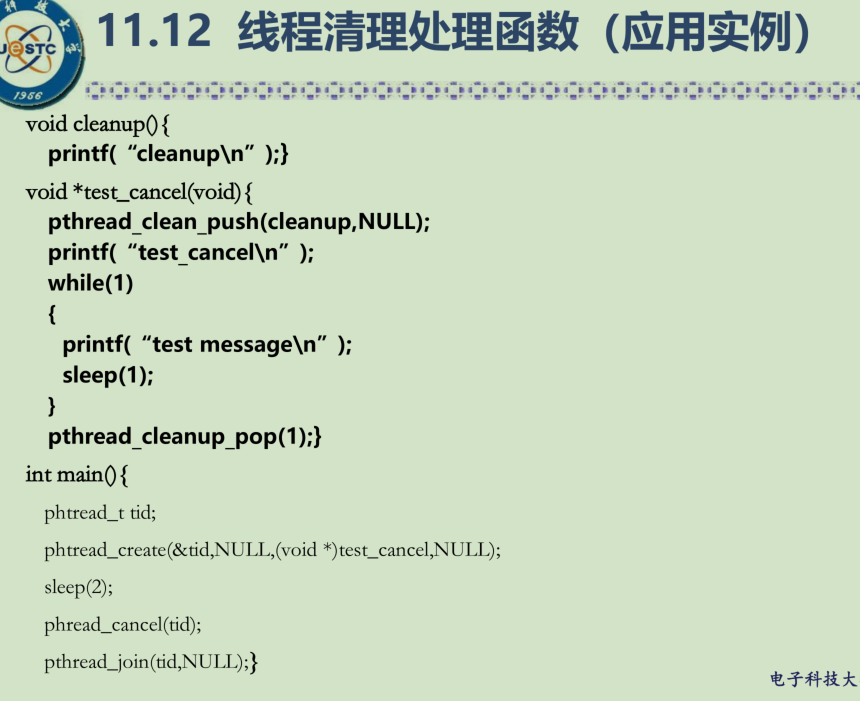 科 技 大
UESTC
1956
11.12 线程清理处理函数（应用实例）
void cleanup(){
printf(“cleanup\n”);}
void *test_cancel(void){
pthread_clean_push(cleanup,NULL);
printf(“test_cancel\n”);
while(1)
{
printf(“test message\n”);
sleep(1);
}
pthread_cleanup_pop(1);}
int main(){
phtread_t tid;
phtread_create(&tid,NULL,(void *)test_cancel,NULL);
sleep(2);
phread_cancel(tid);
pthread_join(tid,NULL);}
电子科技大